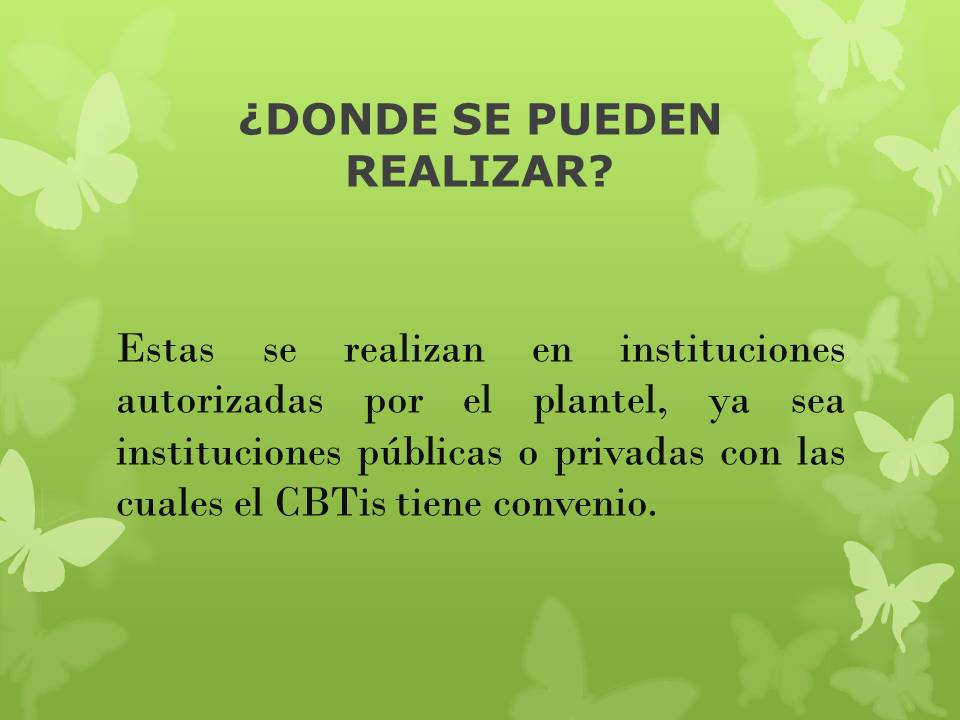 ¿DONDE SE PUEDEN
REALIZAR?
Estas se realizan en instituciones
autorizadas por el plantel, ya sea
instituciones públicas o privadas con las
cuales el CBTis tiene convenio.